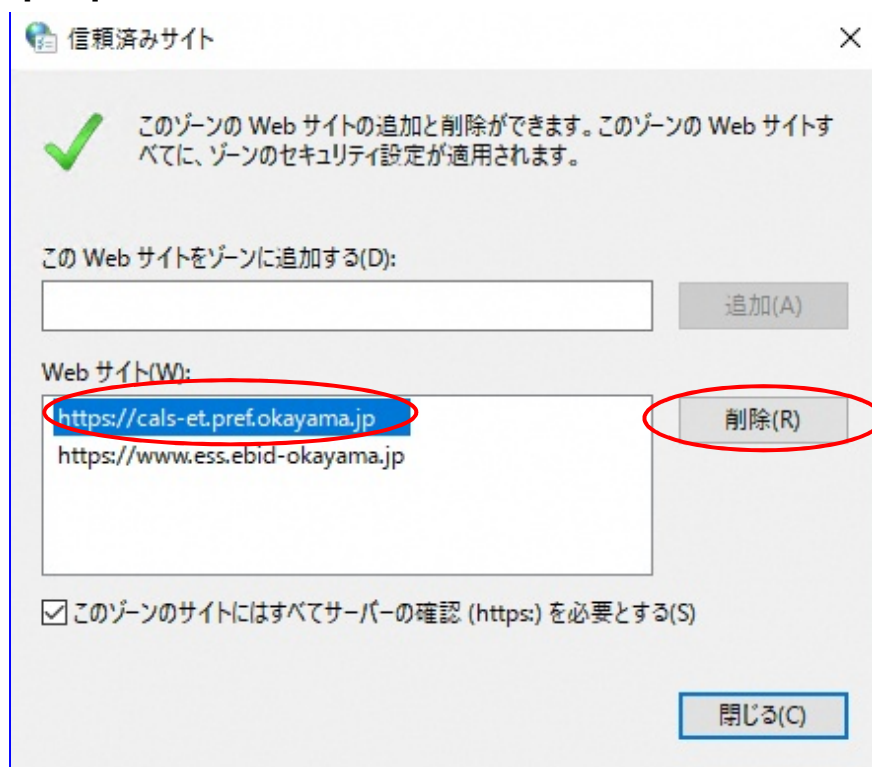 信頼済みサイト
このゾーンの Web サイトの追加と削除ができます。このゾーンの Web サイトす
べてに、ゾーンのセキュリティ設定が適用されます。
この Web サイトをゾーンに追加する(D):
追加(A)
Web サイト(W):
https://cals-et.pref.okayama.jp
削除(R)
https://www.ess.ebid-okayama.jp
このゾーンのサイトにはすべてサーバーの確認 (https:) を必要とする(S)
閉じる(C)